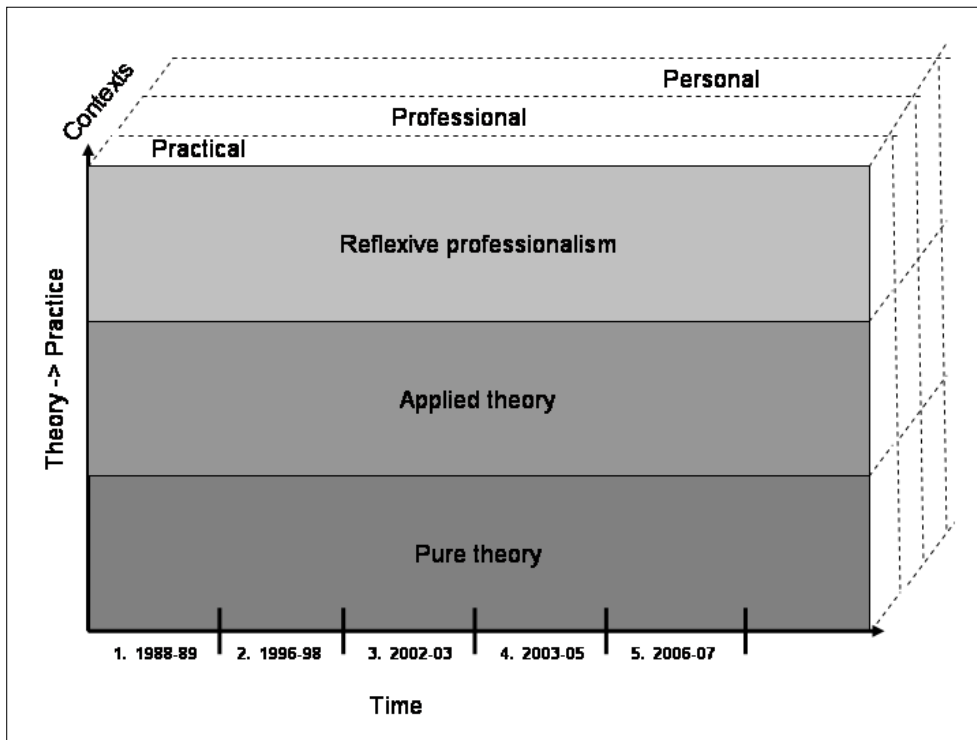 Contexts
Personal
Professional
Practical
Theory -> Practice
Reflexive professionalism
Applied theory
Pure theory
1. 1988-89 2. 1996-98 3. 2002-03 4. 2003-05 5. 2006-07
Time